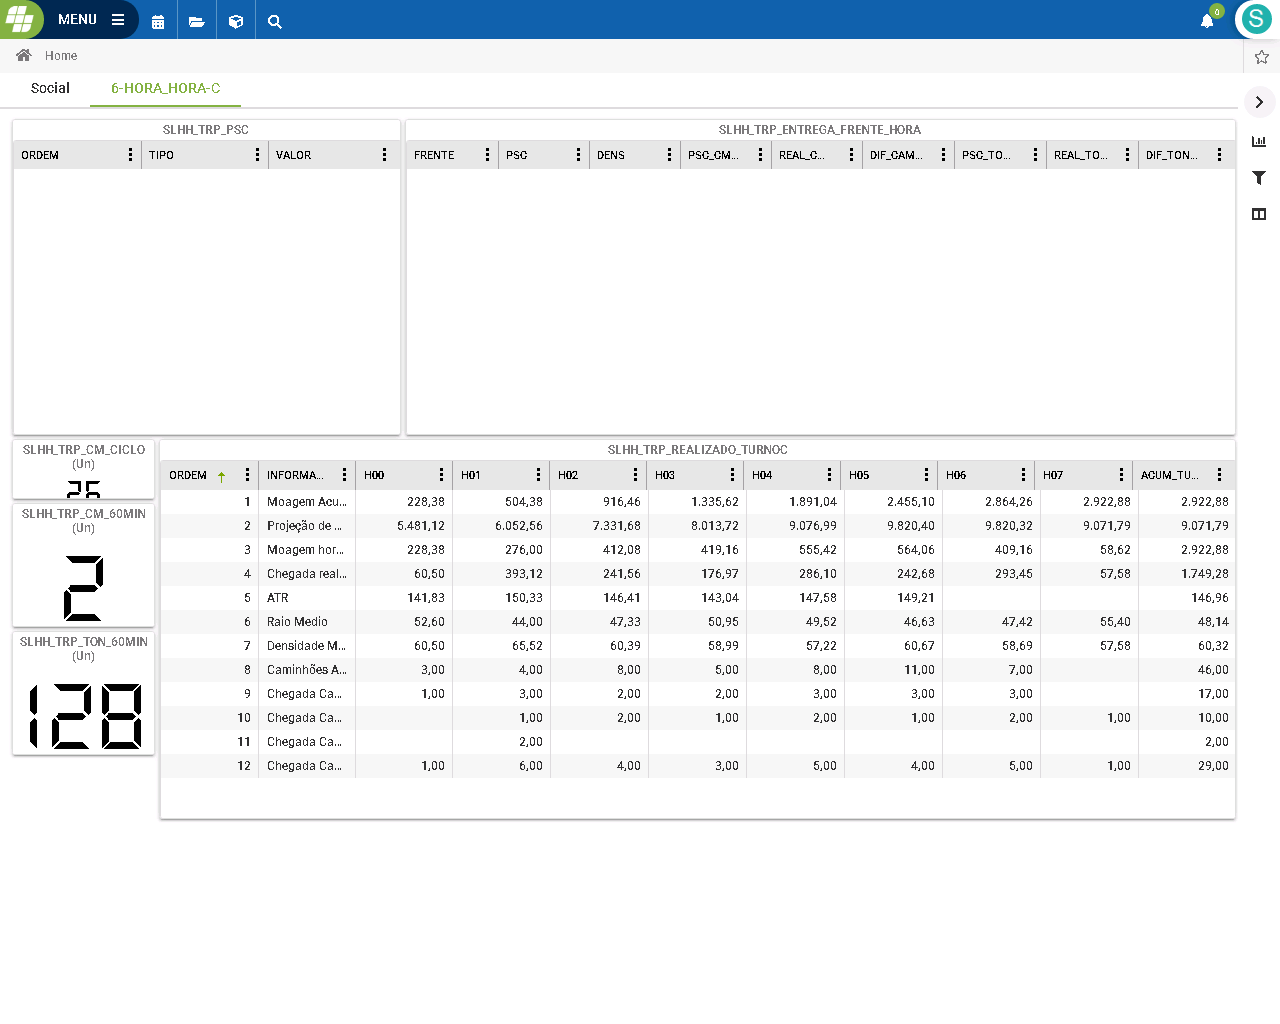 MENU
0
S
Home
Social 6-HORA_HORA-C
SLHH_TRP_PSC
ORDEM TIPO VALOR
SLHH_TRP_ENTREGA_FRENTE_HORA
FRENTE PSC DENS PSC_CM... REAL_C... DIF_CAM... PSC_TO... REAL_TO... DIF_TON...
SLHH_TRP_CM_CICLO
(Un)
SLHH_TRP_CM_60MIN
(Un)
2
SLHH_TRP_TON_60MIN
(Un)
128
SLHH_TRP_REALIZADO_TURNOC
ORDEM INFORMA... H00 H01 H02 H03 H04 H05 H06 H07 ACUM_TU...
1 Moagem Acu... 228,38 504,38 916,46 1.335,62 1.891,04 2.455,10 2.864,26 2.922,88 2.922,88
2 Projeção de ... 5.481,12 6.052,56 7.331,68 8.013,72 9.076,99 9.820,40 9.820,32 9.071,79 9.071,79
3 Moagem hor... 228,38 276,00 412,08 419,16 555,42 564,06 409,16 58,62 2.922,88
4 Chegada real... 60,50 393,12 241,56 176,97 286,10 242,68 293,45 57,58 1.749,28
5 ATR 141,83 150,33 146,41 143,04 147,58 149,21 146,96
6 Raio Medio 52,60 44,00 47,33 50,95 49,52 46,63 47,42 55,40 48,14
7 Densidade M... 60,50 65,52 60,39 58,99 57,22 60,67 58,69 57,58 60,32
8 Caminhões A... 3,00 4,00 8,00 5,00 8,00 11,00 7,00 46,00
9 Chegada Ca... 1,00 3,00 2,00 2,00 3,00 3,00 3,00 17,00
10 Chegada Ca... 1,00 2,00 1,00 2,00 1,00 2,00 1,00 10,00
11 Chegada Ca... 2,00 2,00
12 Chegada Ca... 1,00 6,00 4,00 3,00 5,00 4,00 5,00 1,00 29,00